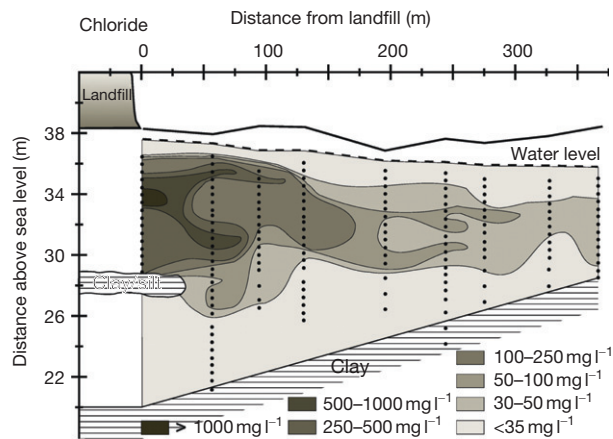 Chloride
Distance from landfill (m)
0 100 200 300
Landfill
Distance above sea level (m)
38
34
30
26
22
Water level
Clay/sill
Clay
> 1000 mg l⁻¹
500–1000 mg l⁻¹
250–500 mg l⁻¹
100–250 mg l⁻¹
50–100 mg l⁻¹
30–50 mg l⁻¹
<35 mg l⁻¹